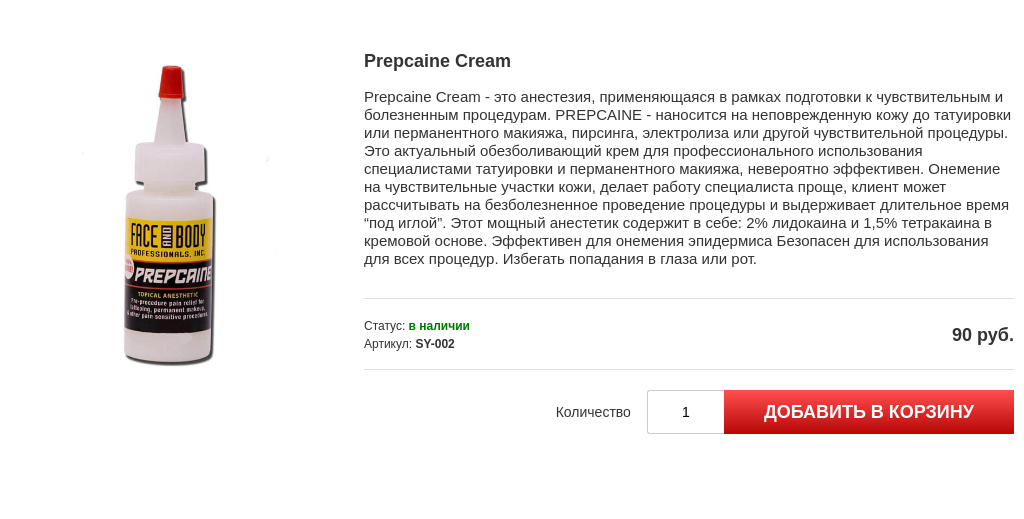 Prepcaine Cream
Prepcaine Cream - это анестезия, применяющаяся в рамках подготовки к чувствительным и
болезненным процедурам. PREPCAINE - наносится на неповрежденную кожу до татуировки
или перманентного макияжа, пирсинга, электролиза или другой чувствительной процедуры.
Это актуальный обезболивающий крем для профессионального использования
специалистами татуировки и перманентного макияжа, невероятно эффективен. Онемение
на чувствительные участки кожи, делает работу специалиста проще, клиент может
рассчитывать на безболезненное проведение процедуры и выдерживает длительное время
“под иглой”. Этот мощный анестетик содержит в себе: 2% лидокаина и 1,5% тетракаина в
кремовой основе. Эффективен для онемения эпидермиса Безопасен для использования
для всех процедур. Избегать попадания в глаза или рот.
Статус: в наличии
Артикул: SY-002
90 руб.
Количество
1
ДОБАВИТЬ В КОРЗИНУ
FACE AND BODY
PROFESSIONALS, INC.
PREPCAINE
TOPICAL ANESTHETIC
Pre-procedure pain relief for
tattooing, permanent makeup,
& other pain sensitive procedures.